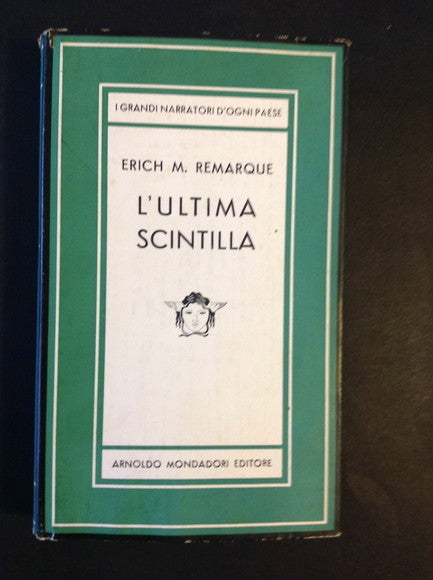 I GRANDI NARRATORI D'OGNI PAESE
ERICH M. REMARQUE
L'ULTIMA
SCINTILLA
ARNOLDO MONDADORI EDITORE